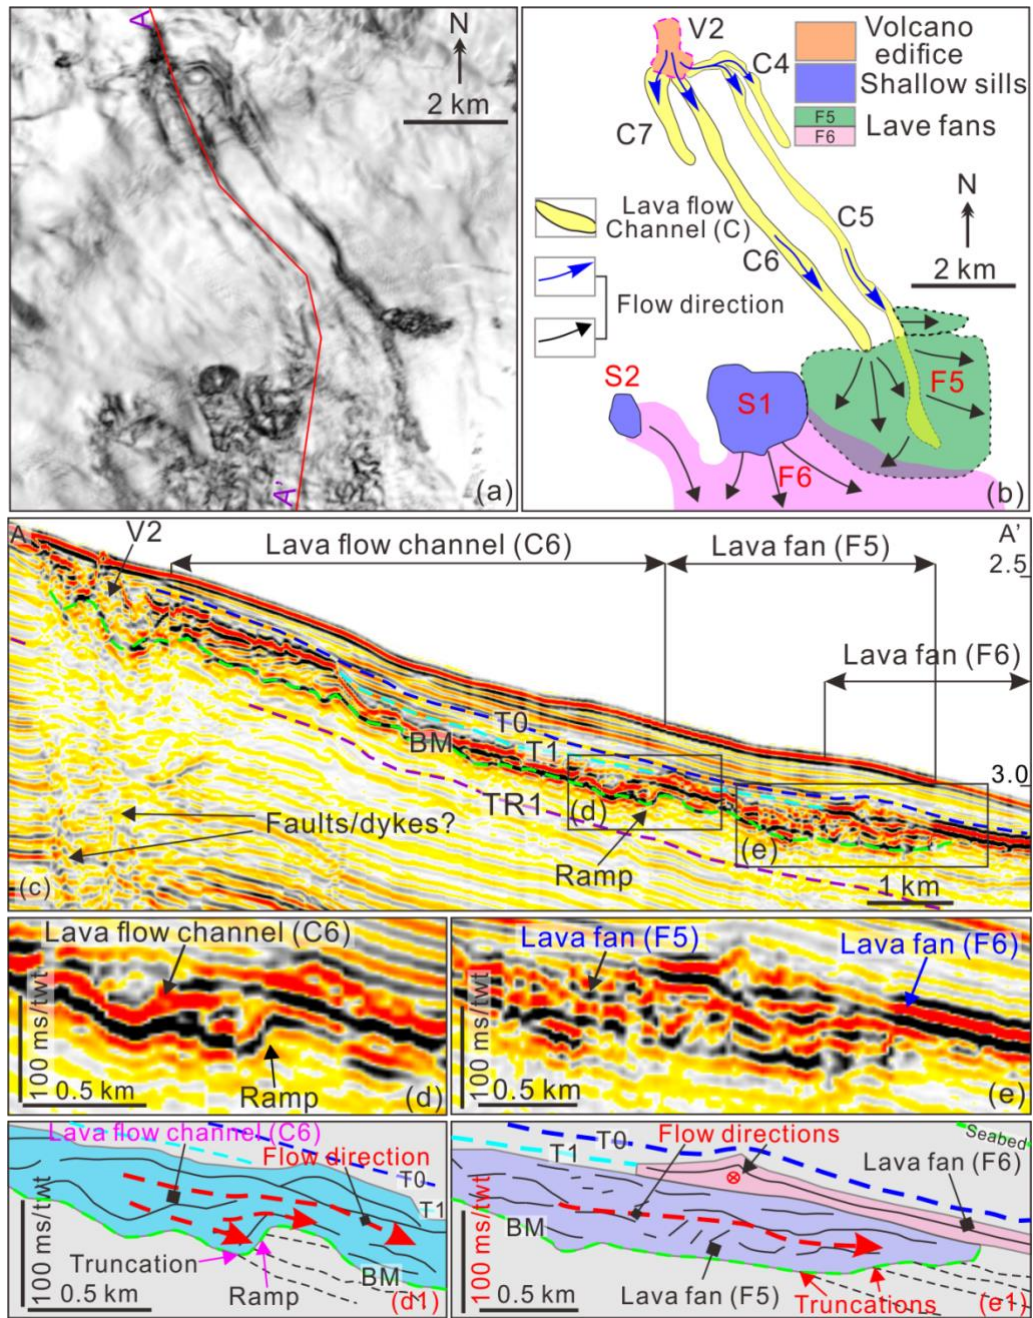 A
N
2 km
A'
(a)
V2
C4
C7
C5
C6
Volcano
edifice
Shallow sills
F5
F6
Lave fans
N
2 km
Lava flow
Channel (C)
Flow direction
S2
S1
F5
F6
(b)
A
V2
Lava flow channel (C6)
Lava fan (F5)
A'
2.5
Lava fan (F6)
T0
BM
T1
3.0
TR1
(d)
(e)
Faults/dykes?
Ramp
1 km
(c)
Lava flow channel (C6)
100 ms/twt
0.5 km
Ramp
(d)
Lava fan (F5)
Lava fan (F6)
100 ms/twt
0.5 km
(e)
Lava flow channel (C6)
Flow direction
T0
T1
100 ms/twt
Truncation
BM
Ramp
(d1)
T0
Flow directions
Seabed
T1
Lava fan (F6)
BM
100 ms/twt
0.5 km
Lava fan (F5)
Truncations
(e1)